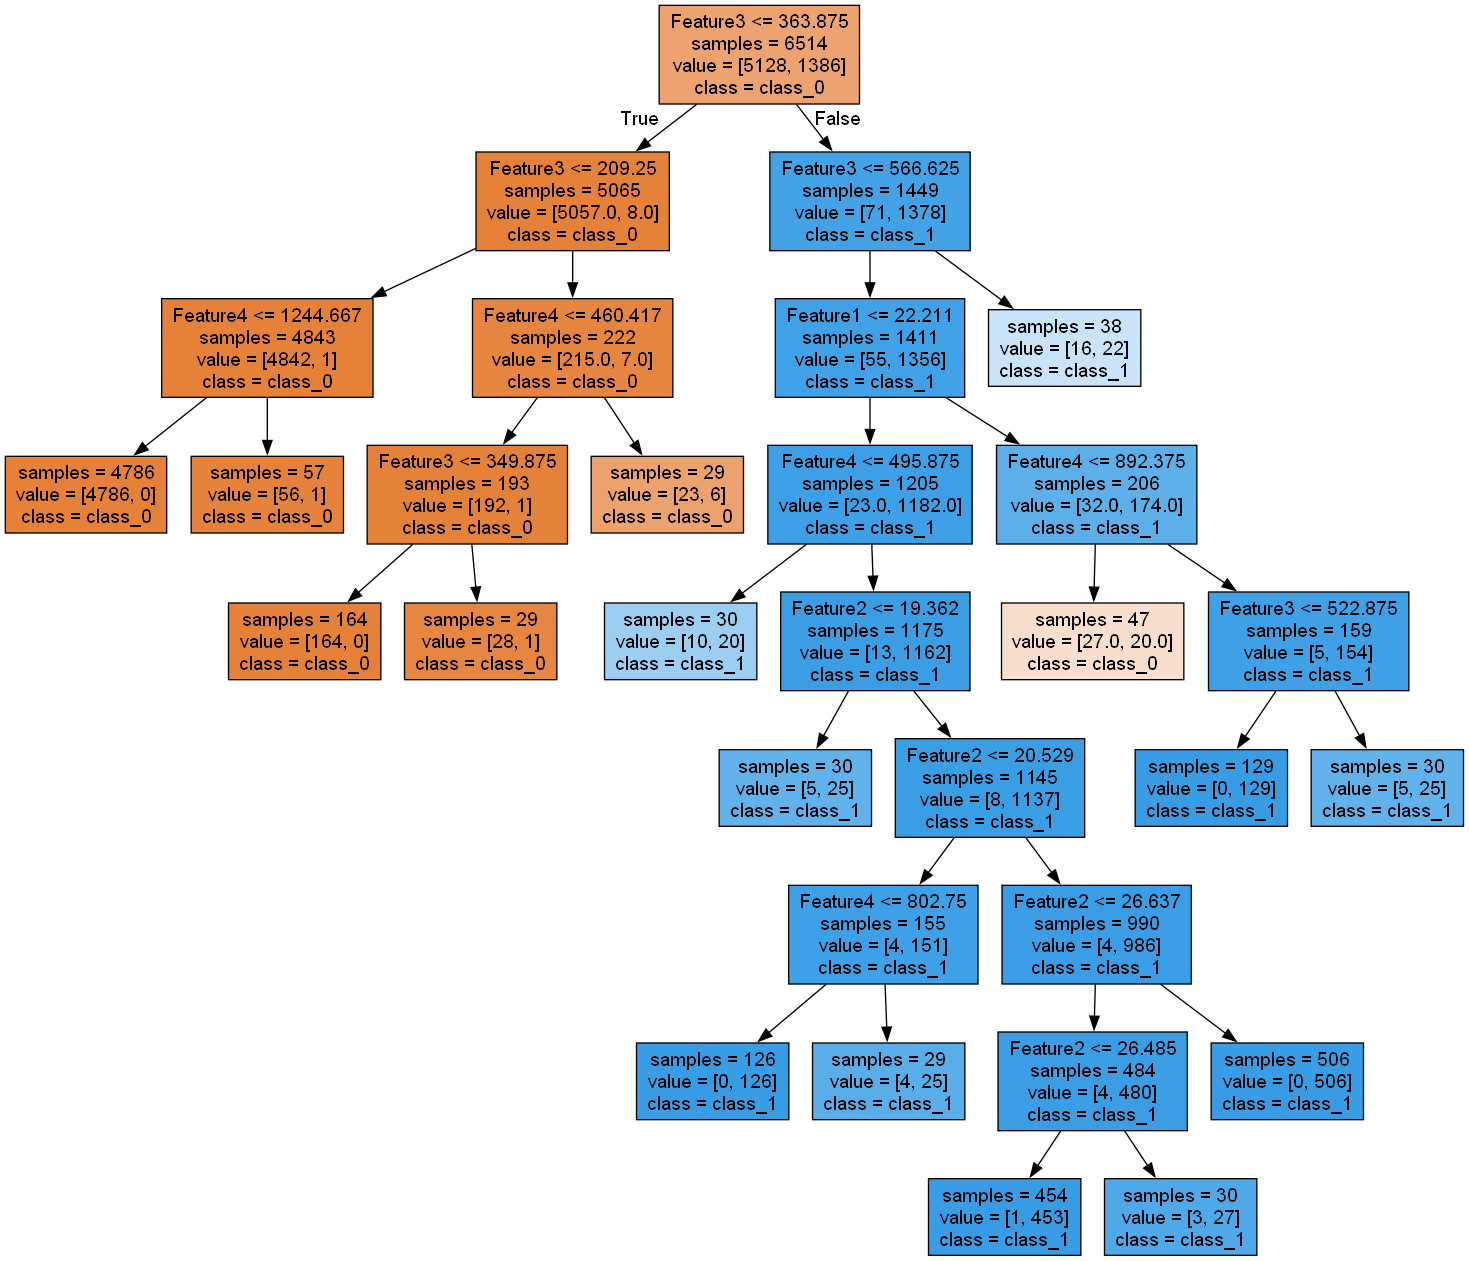 Feature3 <= 363.875
samples = 6514
value = [5128, 1386]
class = class_0
True
False
Feature3 <= 209.25
samples = 5065
value = [5057.0, 8.0]
class = class_0
Feature3 <= 566.625
samples = 1449
value = [71, 1378]
class = class_1
Feature4 <= 1244.667
samples = 4843
value = [4842, 1]
class = class_0
Feature4 <= 460.417
samples = 222
value = [215.0, 7.0]
class = class_0
Feature1 <= 22.211
samples = 1411
value = [55, 1356]
class = class_1
samples = 38
value = [16, 22]
class = class_1
samples = 4786
value = [4786, 0]
class = class_0
samples = 57
value = [56, 1]
class = class_0
Feature3 <= 349.875
samples = 193
value = [192, 1]
class = class_0
samples = 29
value = [23, 6]
class = class_0
Feature4 <= 495.875
samples = 1205
value = [23.0, 1182.0]
class = class_1
Feature4 <= 892.375
samples = 206
value = [32.0, 174.0]
class = class_1
samples = 164
value = [164, 0]
class = class_0
samples = 29
value = [28, 1]
class = class_0
samples = 30
value = [10, 20]
class = class_1
Feature2 <= 19.362
samples = 1175
value = [13, 1162]
class = class_1
samples = 47
value = [27.0, 20.0]
class = class_0
Feature3 <= 522.875
samples = 159
value = [5, 154]
class = class_1
samples = 30
value = [5, 25]
class = class_1
Feature2 <= 20.529
samples = 1145
value = [8, 1137]
class = class_1
samples = 129
value = [0, 129]
class = class_1
samples = 30
value = [5, 25]
class = class_1
Feature4 <= 802.75
samples = 155
value = [4, 151]
class = class_1
Feature2 <= 26.637
samples = 990
value = [4, 986]
class = class_1
samples = 126
value = [0, 126]
class = class_1
samples = 29
value = [4, 25]
class = class_1
Feature2 <= 26.485
samples = 484
value = [4, 480]
class = class_1
samples = 506
value = [0, 506]
class = class_1
samples = 454
value = [1, 453]
class = class_1
samples = 30
value = [3, 27]
class = class_1